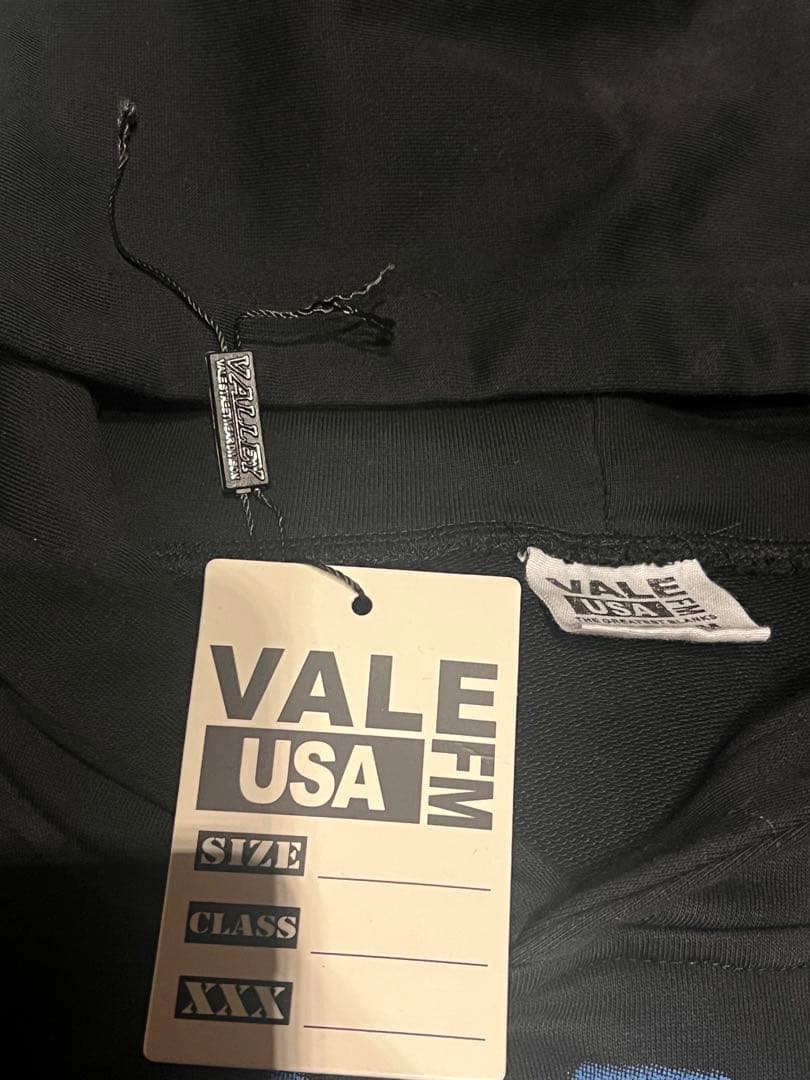 VALLEY
VALE
FM
USA
THE GREATEST BLANKS
VALE
FM
USA
SIZE
CLASS
XXX